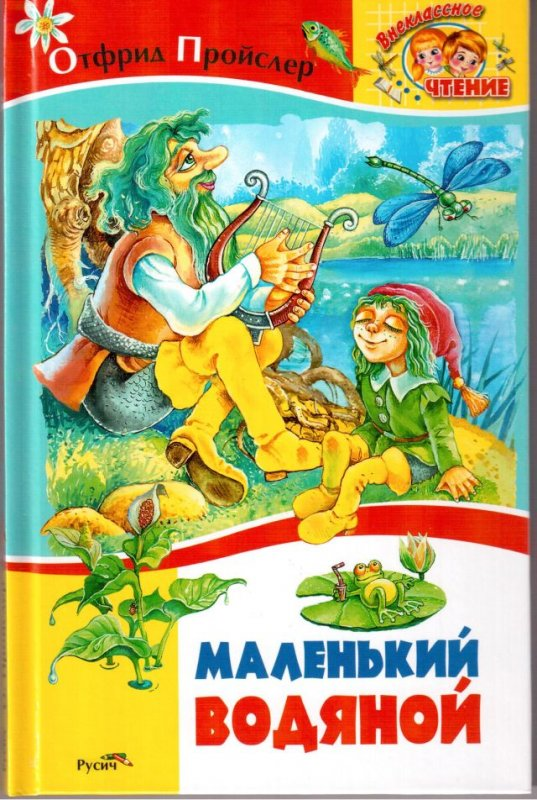 Отфрид Пройслер
Внеклассное
ЧТЕНИЕ
МАЛЕНЬКИЙ
ВОДЯНОЙ
Русич